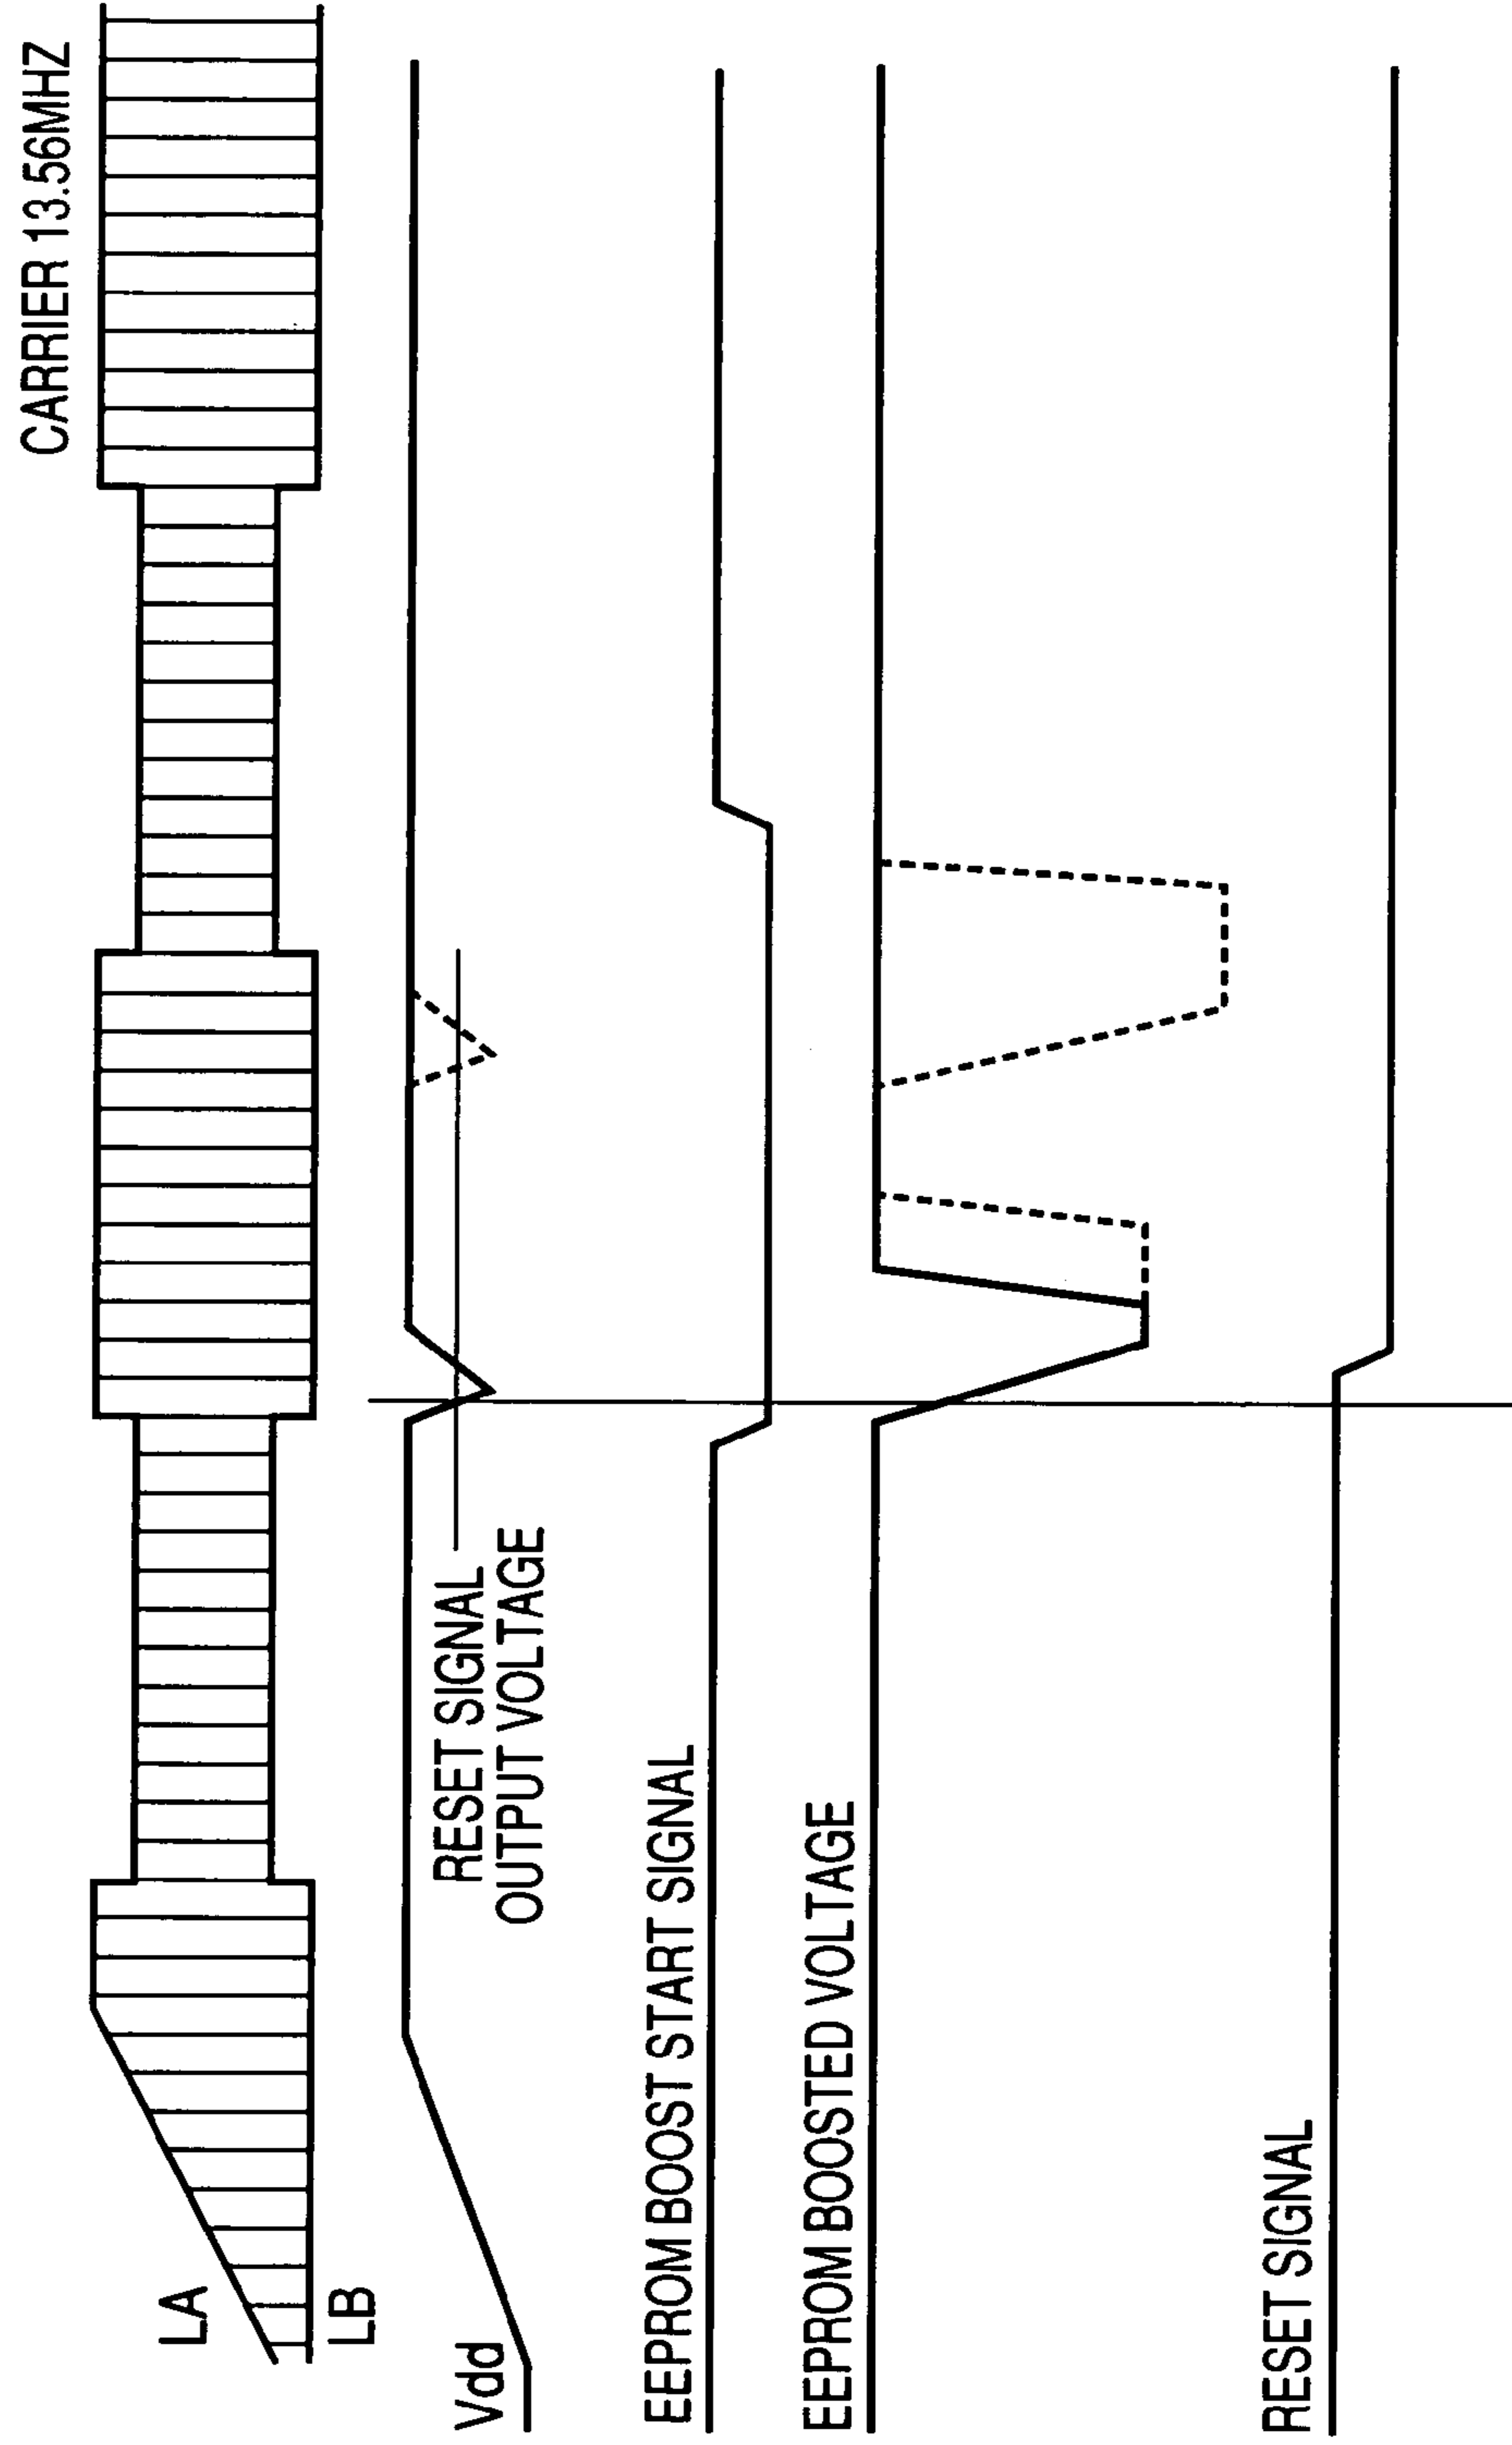 CARRIER 13.56MHZ
LA
LB
Vdd
RESET SIGNAL
OUTPUT VOLTAGE
EEPROM BOOST START SIGNAL
EEPROM BOOSTED VOLTAGE
RESET SIGNAL